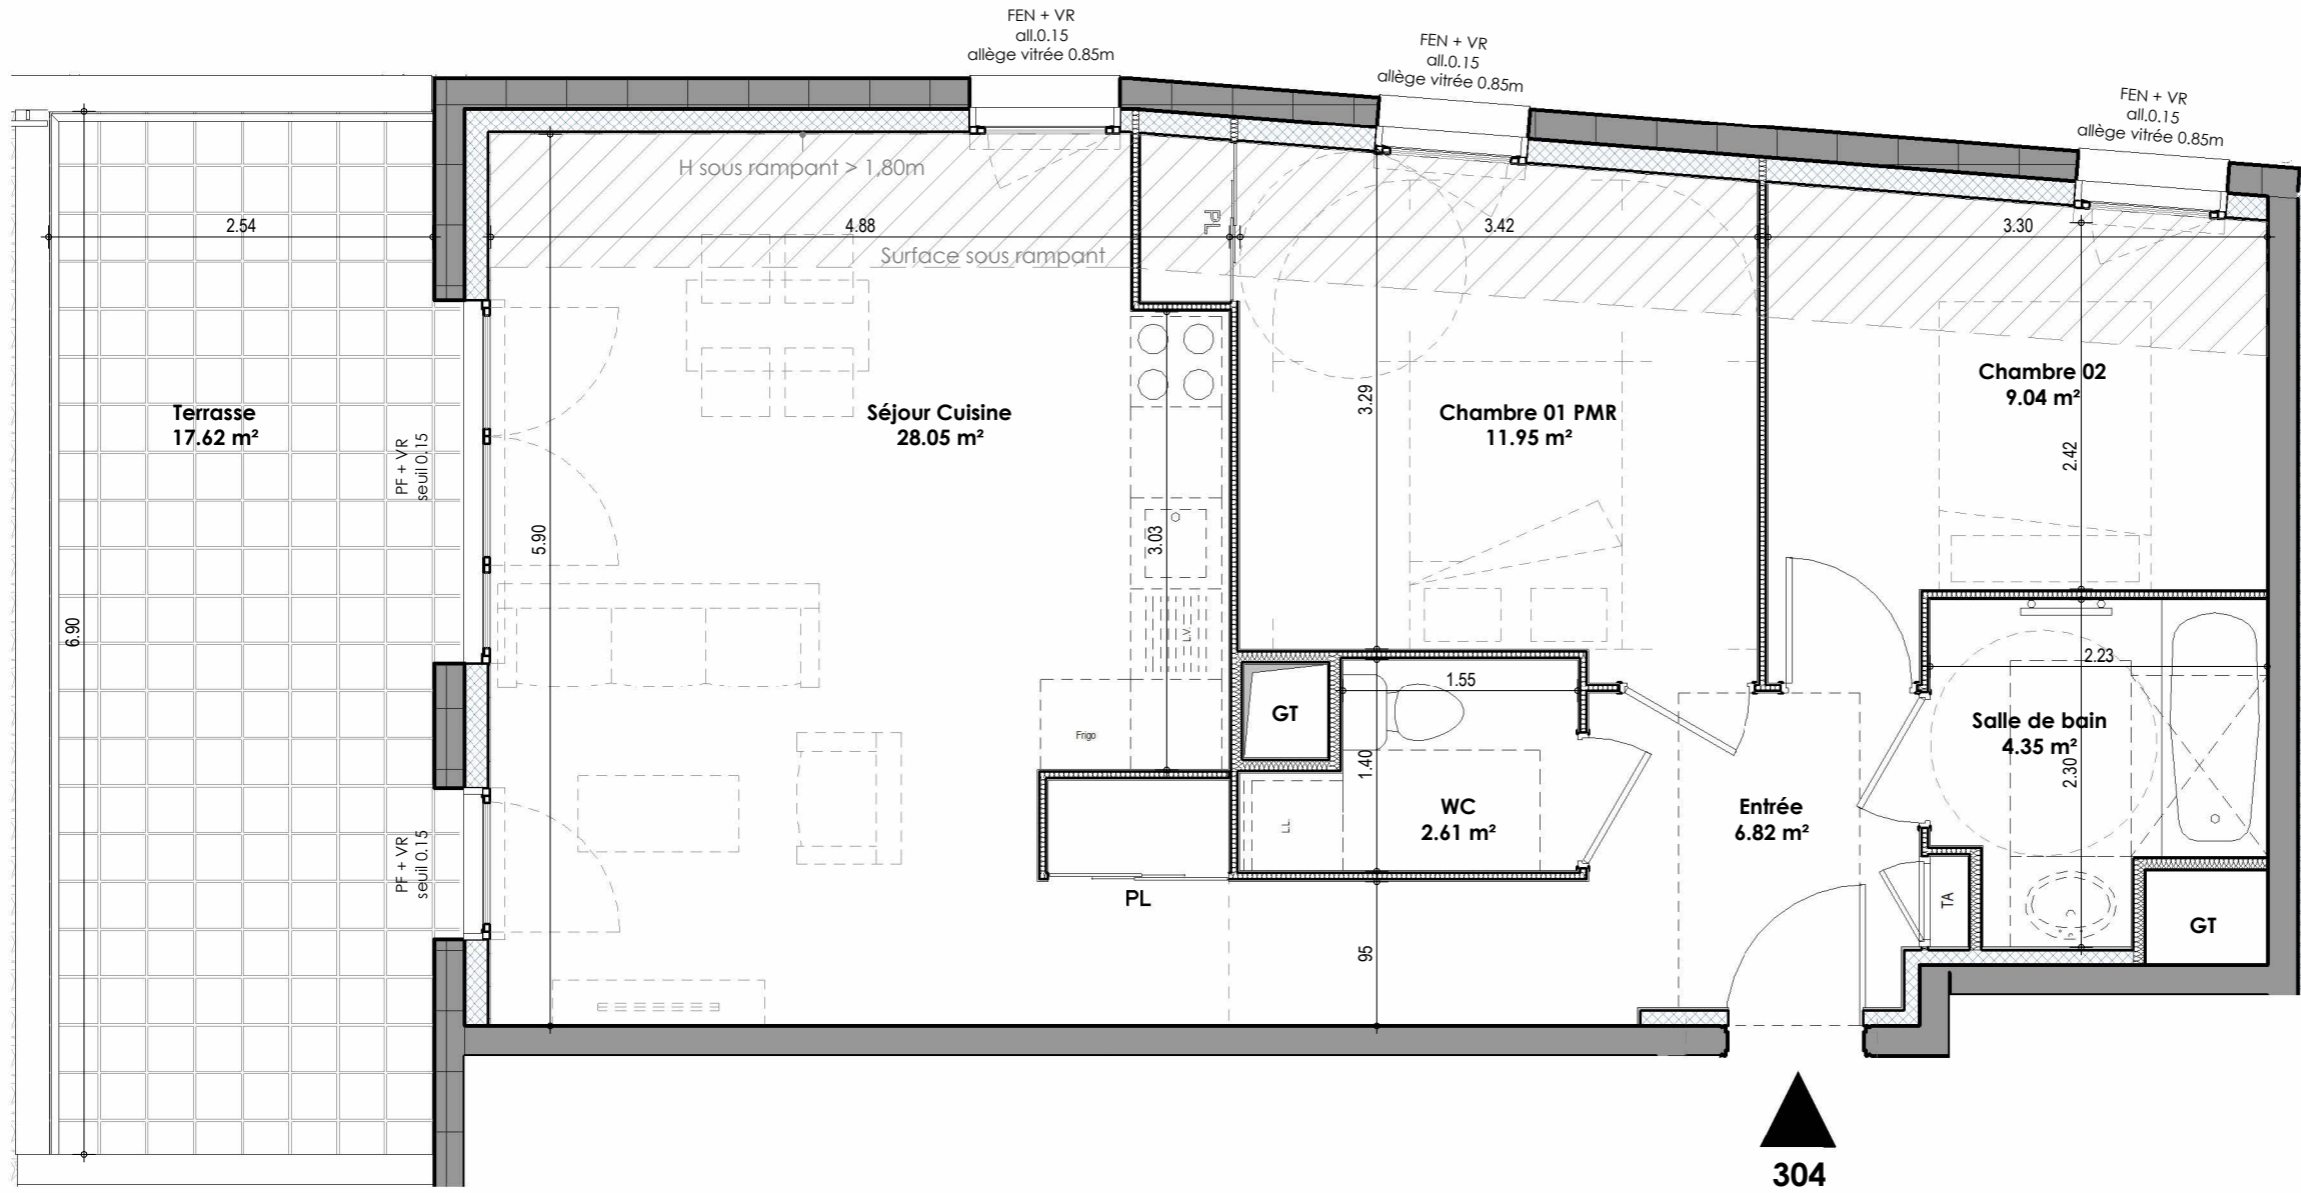 FEN + VR
all.0.15
allège vitrée 0.85m
FEN + VR
all.0.15
allège vitrée 0.85m
FEN + VR
all.0.15
allège vitrée 0.85m
H sous rampant > 1,80m
PL
2.54
4.88
3.42
3.30
Surface sous rampant
Terrasse
17.62 m²
PF + VR
seuil 0.15
Séjour Cuisine
28.05 m²
3.29
Chambre 01 PMR
11.95 m²
Chambre 02
9.04 m²
2.42
5.90
3.03
6.90
LV
2.23
1.55
GT
Frigo
Salle de bain
4.35 m²
2.30
1.40
PF + VR
seuil 0.15
LL
WC
2.61 m²
Entrée
6.82 m²
PL
TA
GT
95
304